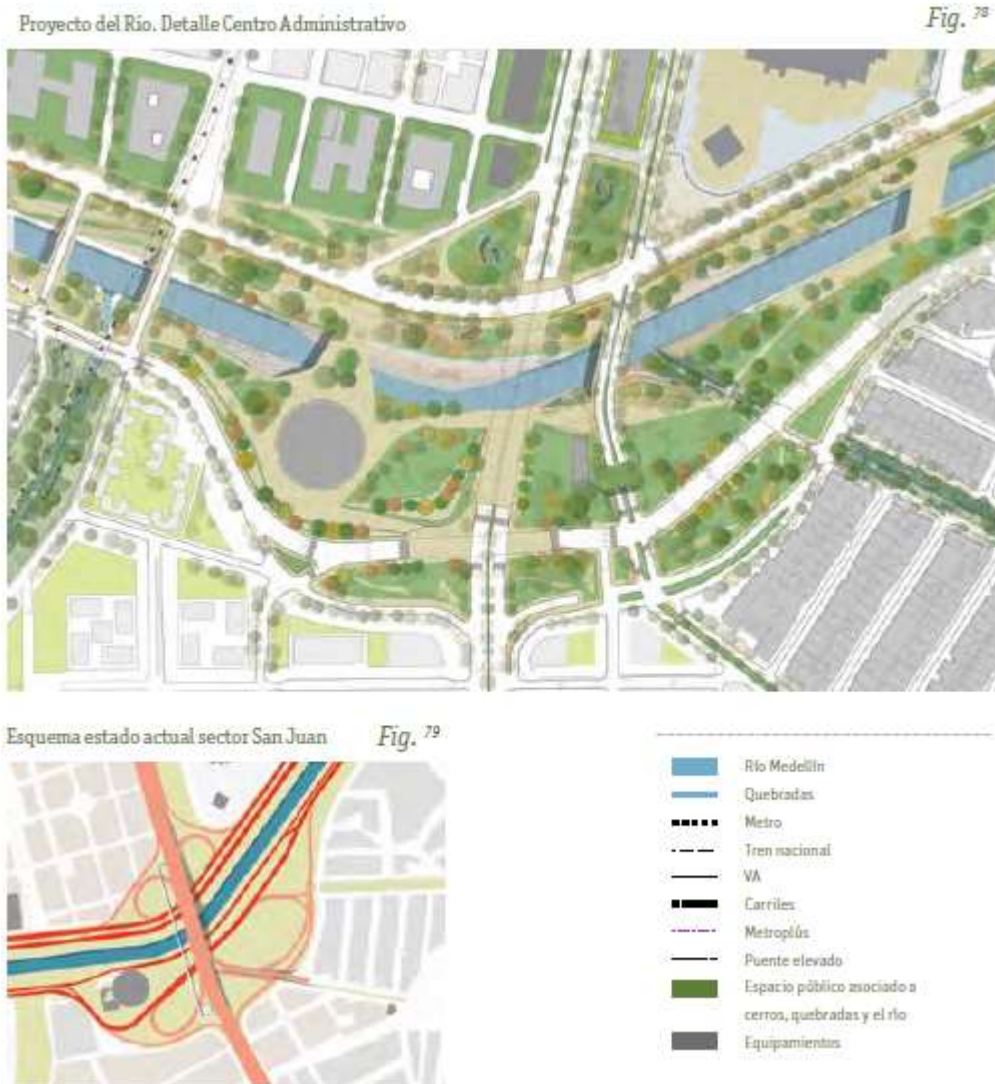 Proyecto del Río. Detalle Centro Administrativo
Fig. 78
Esquema estado actual sector San Juan
Fig. 79
Río Medellín
Quebradas
Metro
Tren nacional
VA
Carriles
Metroplús
Puente elevado
Espacio público asociado a
cerros, quebradas y el río
Equipamientos